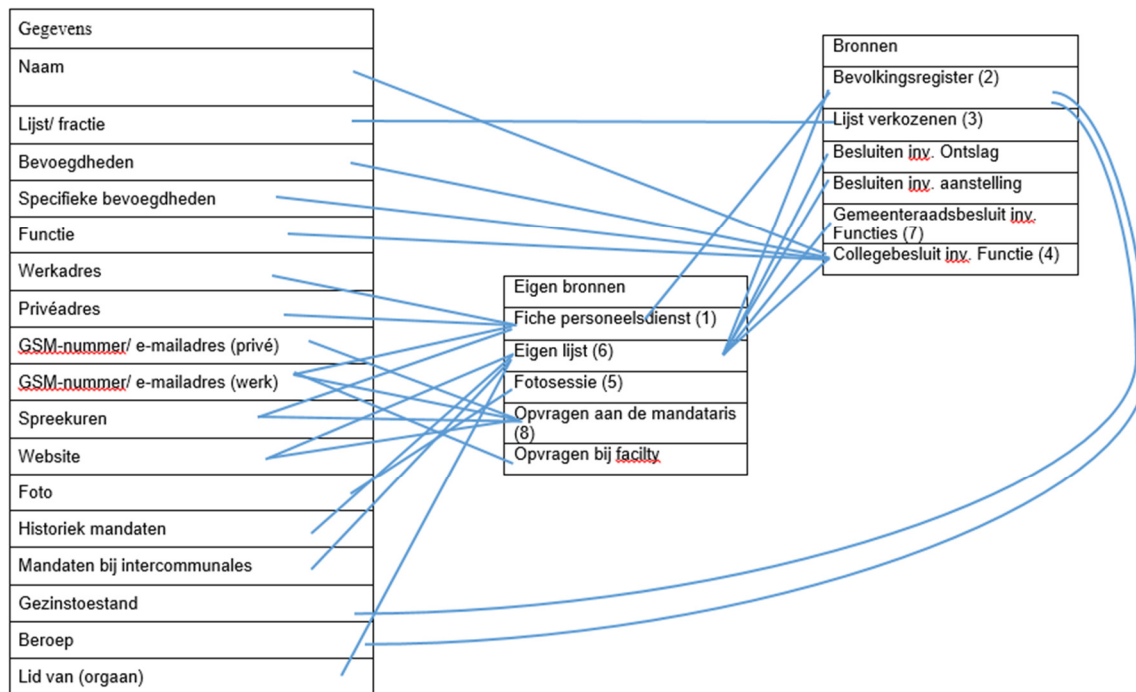 Gegevens
Naam
Lijst/ fractie
Bevoegdheden
Specifieke bevoegdheden
Functie
Werkadres
Privéadres
GSM-nummer/ e-mailadres (privé)
GSM-nummer/ e-mailadres (werk)
Spreekuren
Website
Foto
Historiek mandaten
Mandaten bij intercommunales
Gezinstoestand
Beroep
Lid van (orgaan)
Eigen bronnen
Fiche personeelsdienst (1)
Eigen lijst (6)
Fotosessie (5)
Opvragen aan de mandataris
(8)
Opvragen bij facilty
Bronnen
Bevolkingsregister (2)
Lijst verkozenen (3)
Besluiten inv. Ontslag
Besluiten inv. aanstelling
Gemeenteraadsbesluit inv.
Functies (7)
Collegebesluit inv. Functie (4)